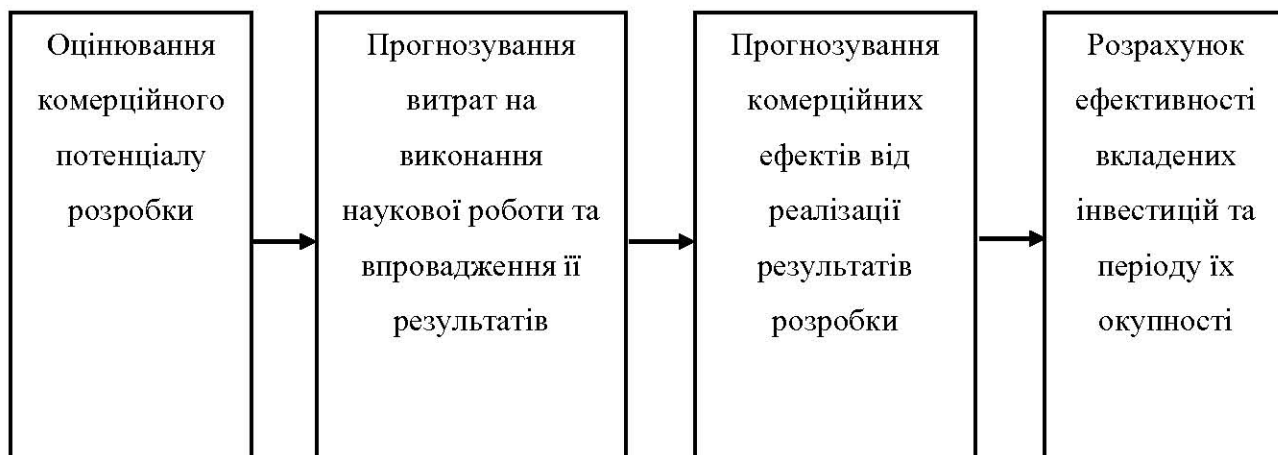 Оцінювання
комерційного
потенціалу
розробки
Прогнозування
витрат на
виконання
наукової роботи та
впровадження її
результатів
Прогнозування
комерційних
ефектів від
реалізації
результатів
розробки
Розрахунок
ефективності
вкладених
інвестицій та
періоду їх
окупності